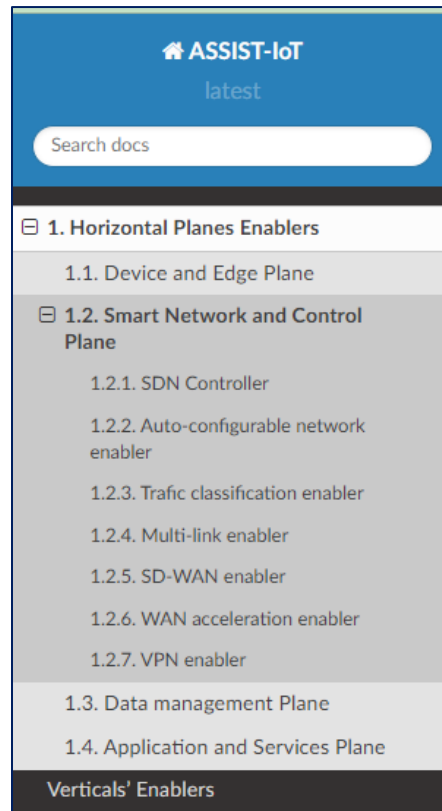 ASSIST-IoT
latest
Search docs
1. Horizontal Planes Enablers
1.1. Device and Edge Plane
1.2. Smart Network and Control
Plane
1.2.1. SDN Controller
1.2.2. Auto-configurable network
enabler
1.2.3. Trafic classification enabler
1.2.4. Multi-link enabler
1.2.5. SD-WAN enabler
1.2.6. WAN acceleration enabler
1.2.7. VPN enabler
1.3. Data management Plane
1.4. Application and Services Plane
Verticals’ Enablers